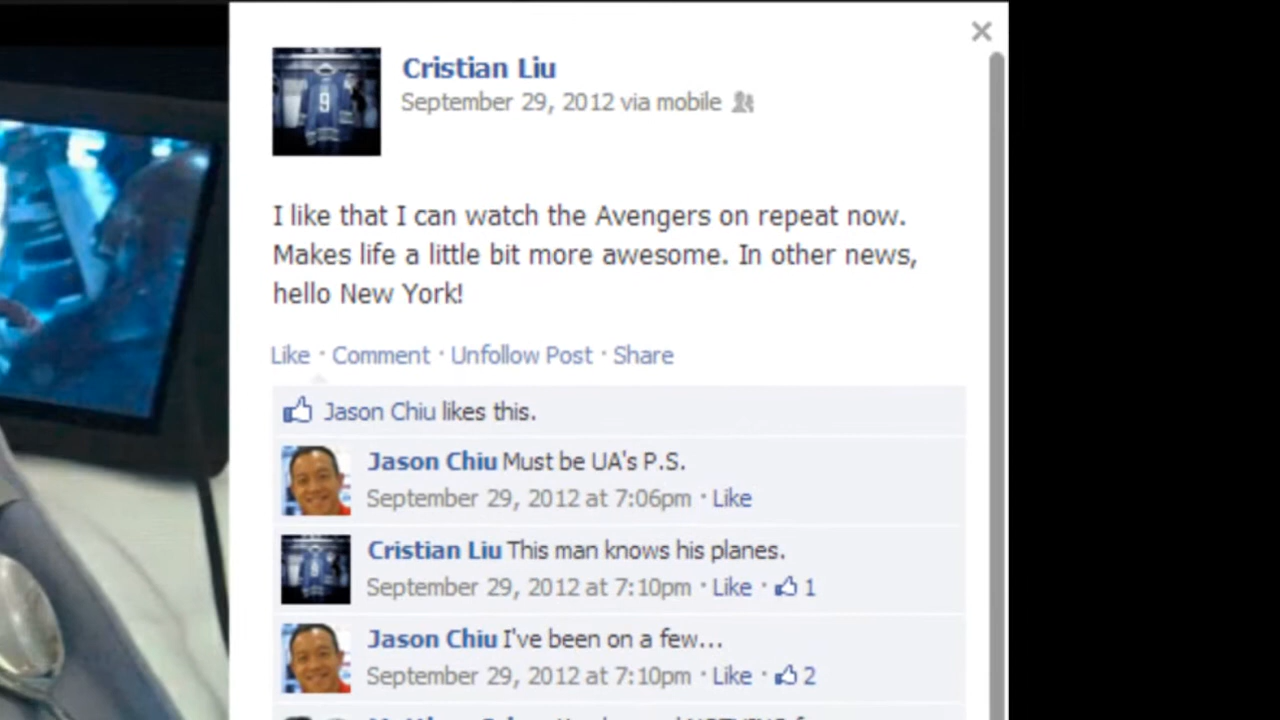 Cristian Liu
September 29, 2012 via mobile
I like that I can watch the Avengers on repeat now.
Makes life a little bit more awesome. In other news,
hello New York!
Like · Comment · Unfollow Post · Share
Jason Chiu likes this.
Jason Chiu Must be UA's P.S.
September 29, 2012 at 7:06pm · Like
Cristian Liu This man knows his planes.
September 29, 2012 at 7:10pm · Like · 1
Jason Chiu I've been on a few...
September 29, 2012 at 7:10pm · Like · 2